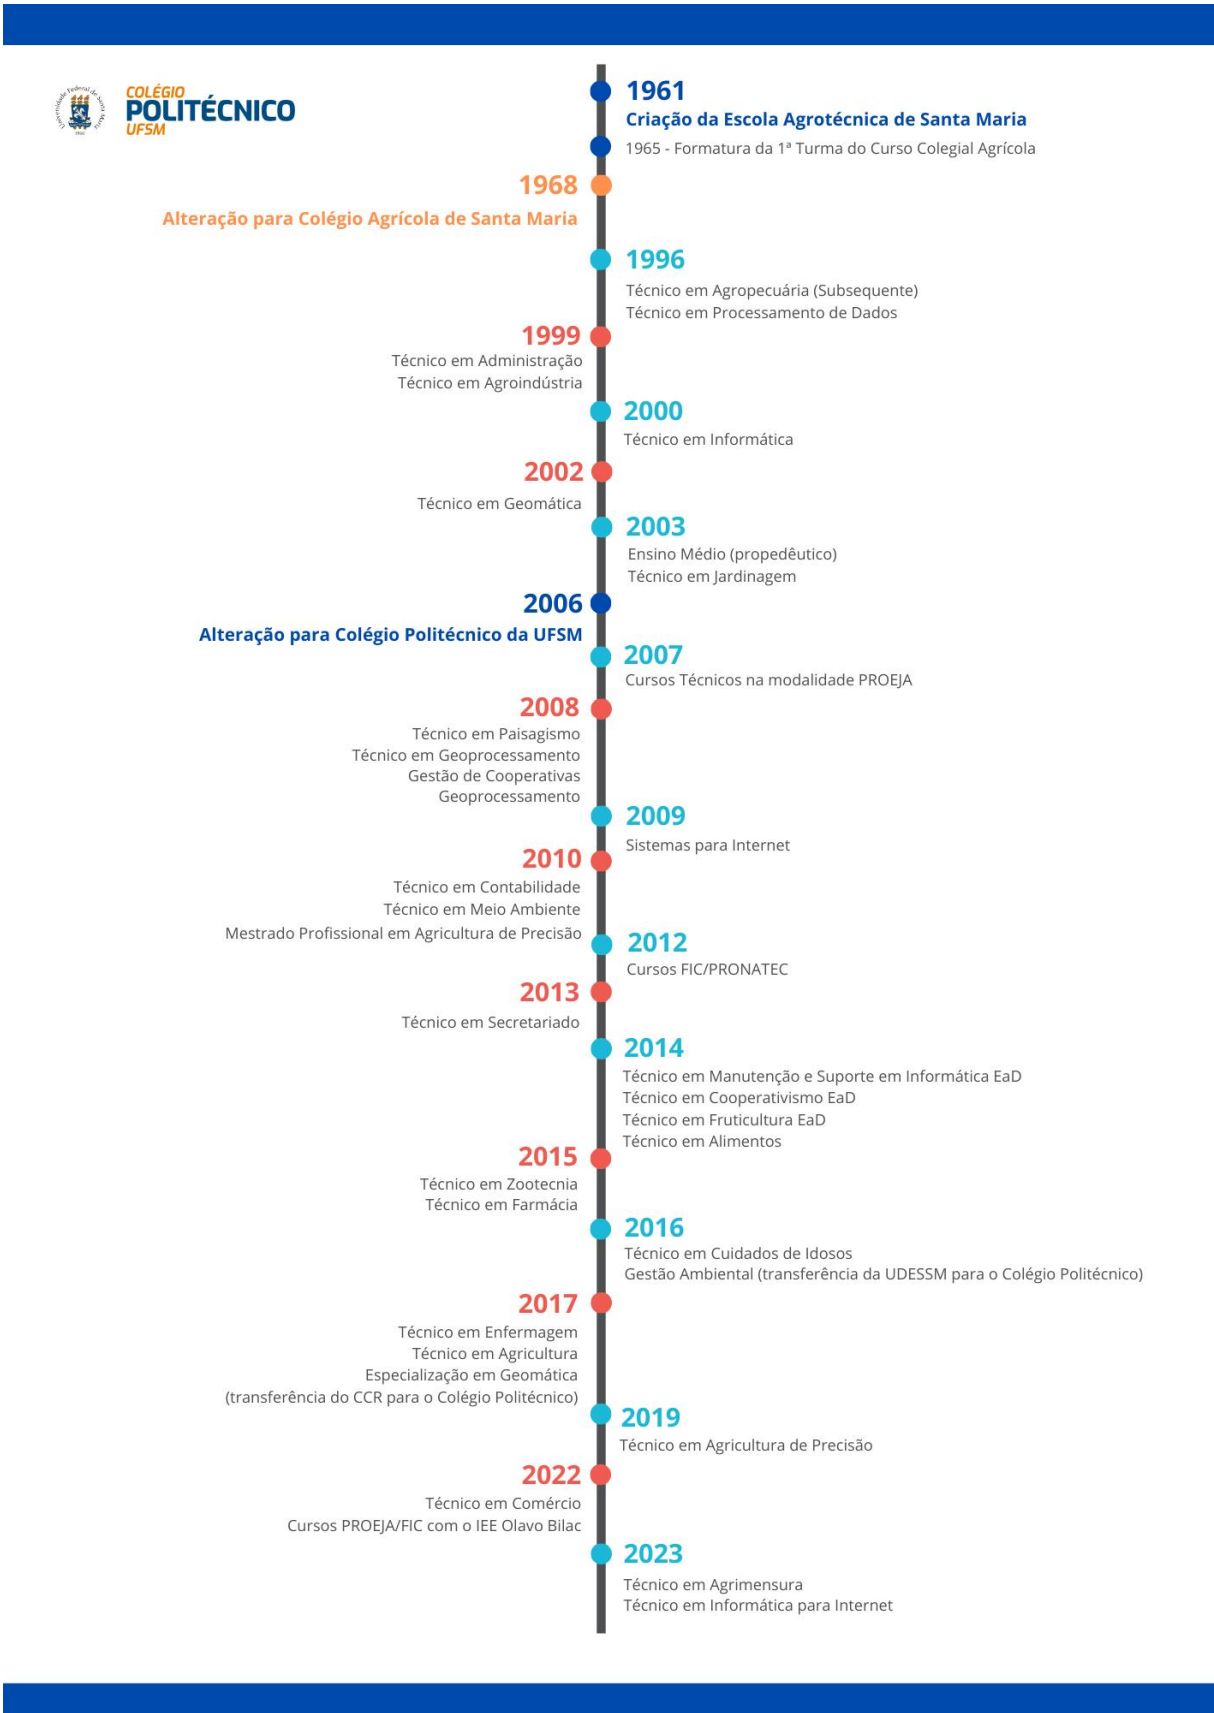 Universidade Federal de Santa Maria
1960
COLÉGIO
POLITÉCNICO
UFSM
1961
Criação da Escola Agrotécnica de Santa Maria
1965 - Formatura da 1ª Turma do Curso Colegial Agrícola
1968
Alteração para Colégio Agrícola de Santa Maria
1996
Técnico em Agropecuária (Subsequente)
Técnico em Processamento de Dados
1999
Técnico em Administração
Técnico em Agroindústria
2000
Técnico em Informática
2002
Técnico em Geomática
2003
Ensino Médio (propedêutico)
Técnico em Jardinagem
2006
Alteração para Colégio Politécnico da UFSM
2007
Cursos Técnicos na modalidade PROEJA
2008
Técnico em Paisagismo
Técnico em Geoprocessamento
Gestão de Cooperativas
Geoprocessamento
2009
Sistemas para Internet
2010
Técnico em Contabilidade
Técnico em Meio Ambiente
Mestrado Profissional em Agricultura de Precisão
2012
Cursos FIC/PRONATEC
2013
Técnico em Secretariado
2014
Técnico em Manutenção e Suporte em Informática EaD
Técnico em Cooperativismo EaD
Técnico em Fruticultura EaD
Técnico em Alimentos
2015
Técnico em Zootecnia
Técnico em Farmácia
2016
Técnico em Cuidados de Idosos
Gestão Ambiental (transferência da UDESSM para o Colégio Politécnico)
2017
Técnico em Enfermagem
Técnico em Agricultura
Especialização em Geomática
(transferência do CCR para o Colégio Politécnico)
2019
Técnico em Agricultura de Precisão
2022
Técnico em Comércio
Cursos PROEJA/FIC com o IEE Olavo Bilac
2023
Técnico em Agrimensura
Técnico em Informática para Internet